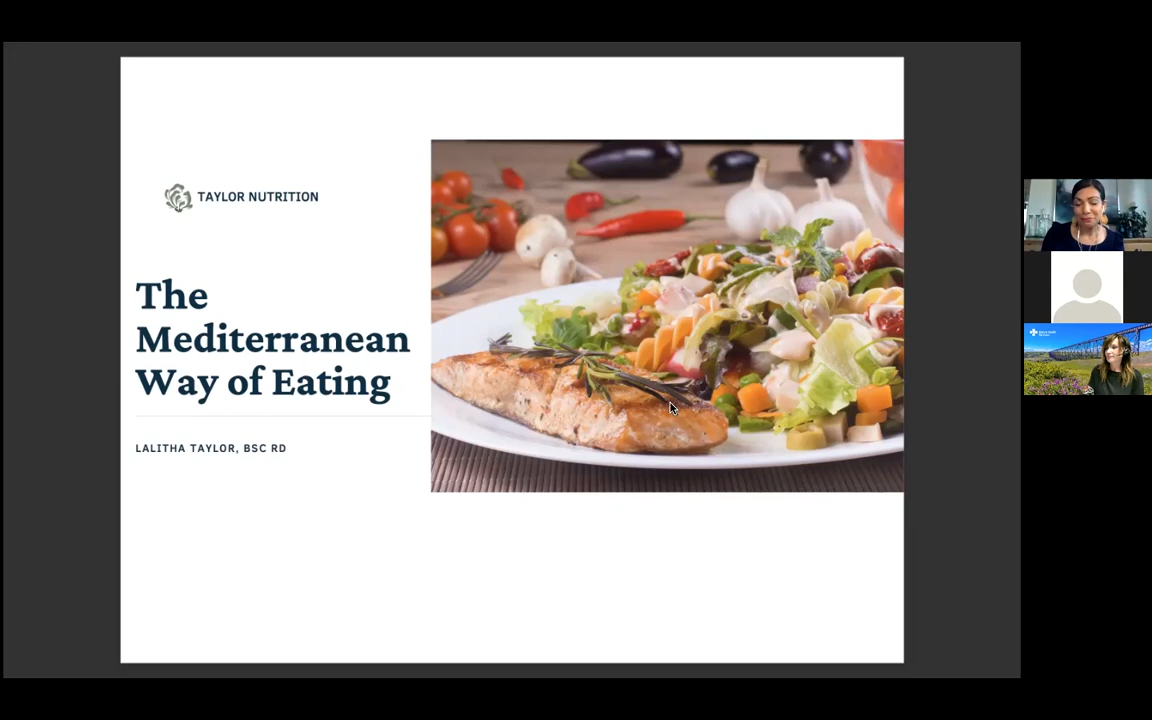 TAYLOR NUTRITION
The
Mediterranean
Way of Eating
LALITHA TAYLOR, BSC RD